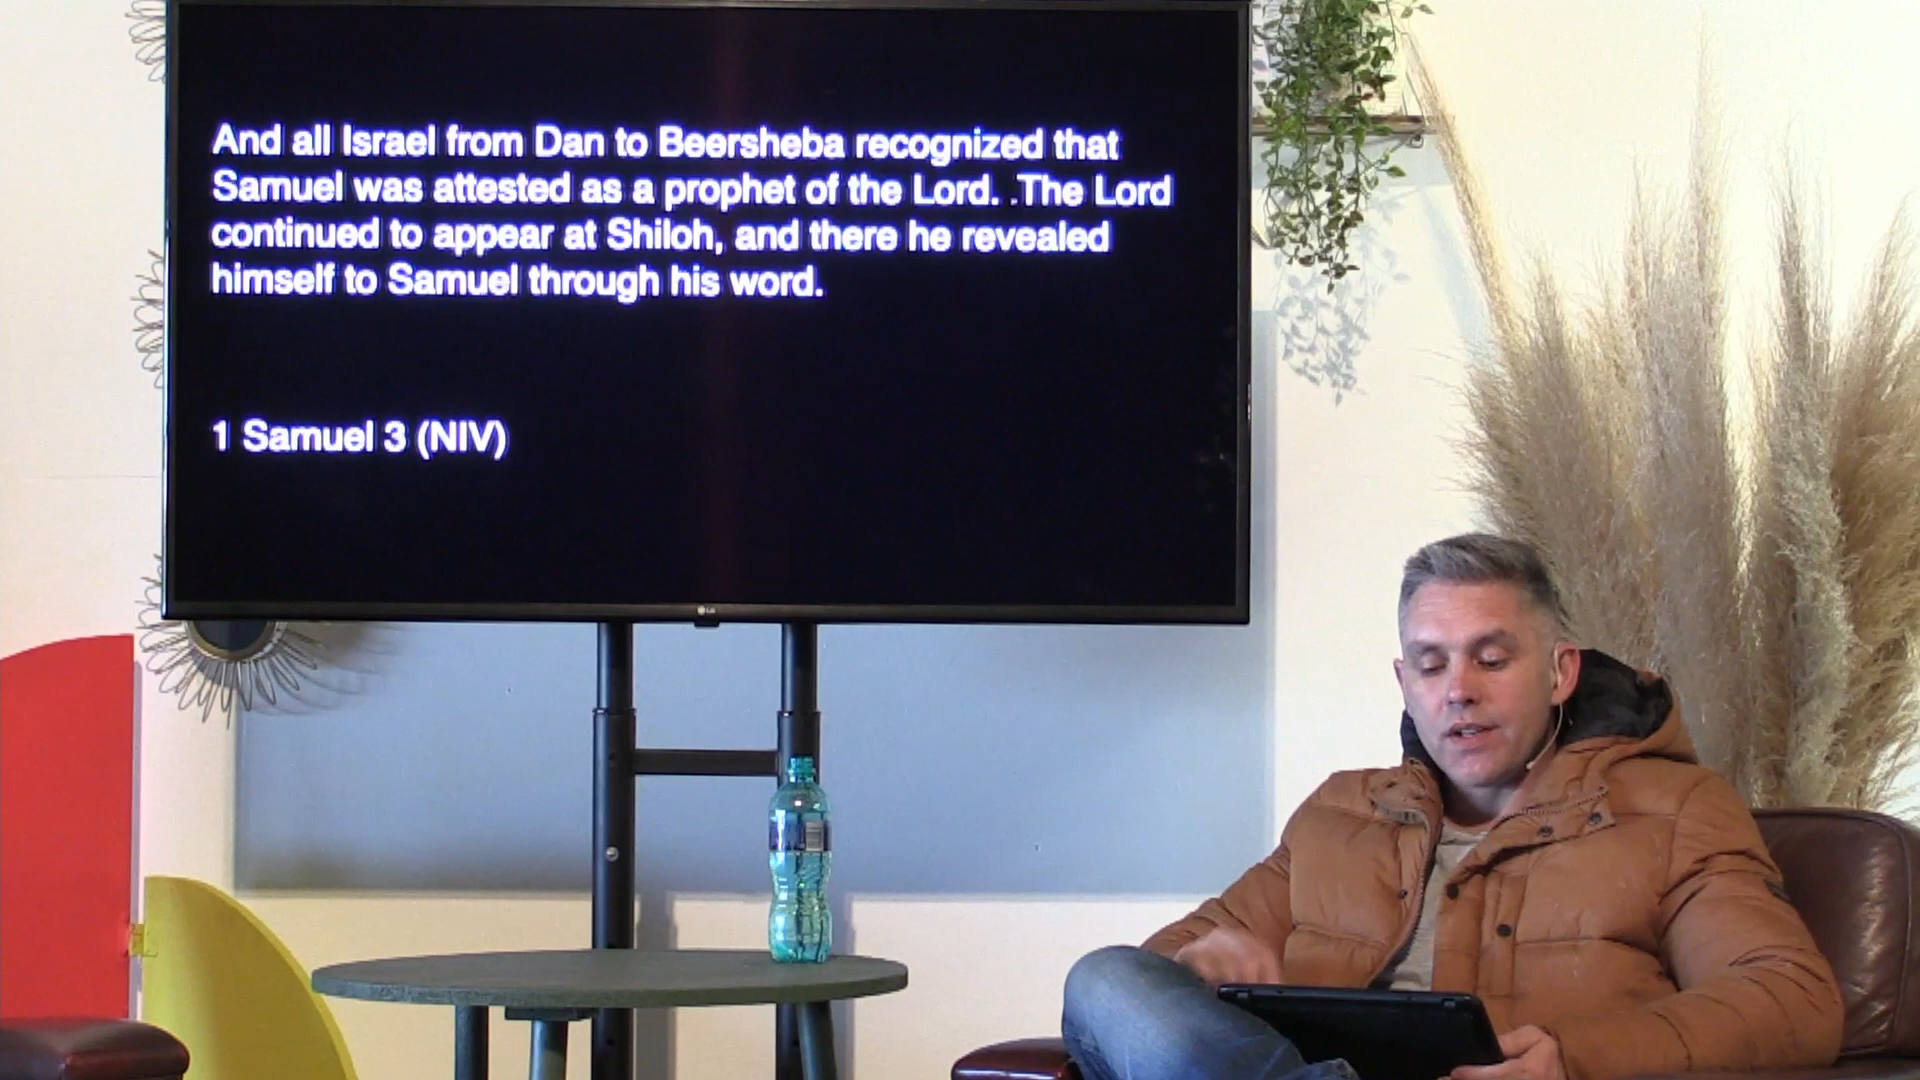 And all Israel from Dan to Beersheba recognized that
Samuel was attested as a prophet of the Lord. .The Lord
continued to appear at Shiloh, and there he revealed
himself to Samuel through his word.
1 Samuel 3 (NIV)
LG